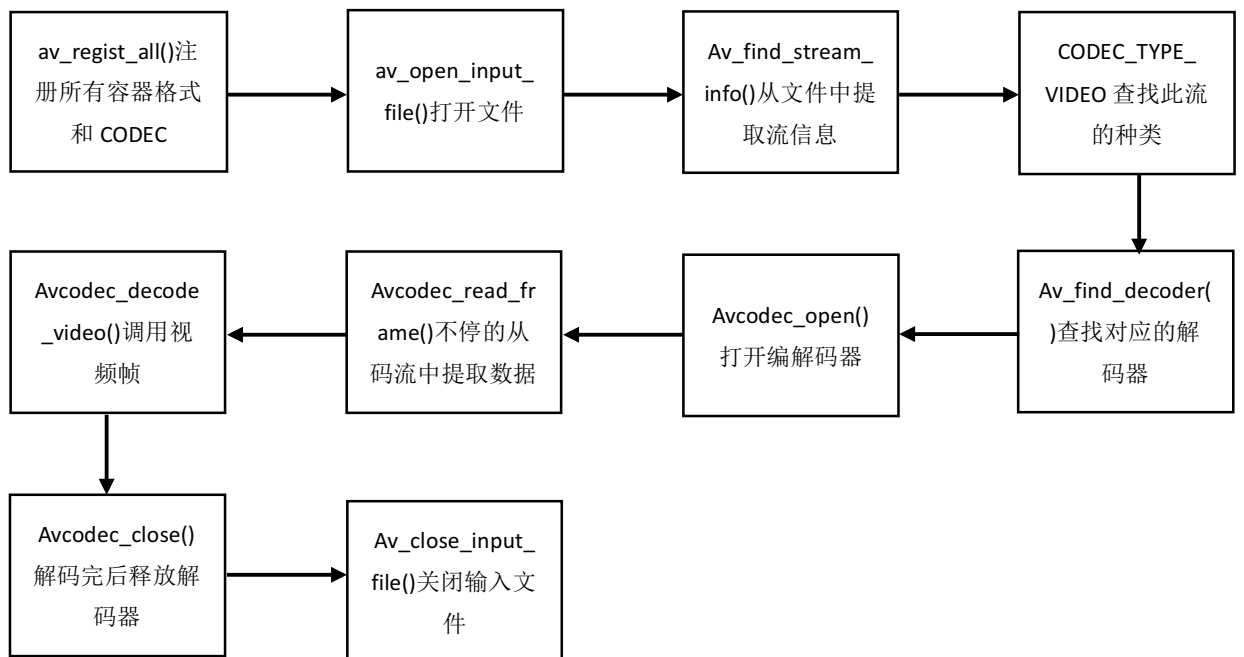 av_regist_all()注
册所有容器格式
和 CODEC
av_open_input_
file()打开文件
Av_find_stream_
info()从文件中提
取流信息
CODEC_TYPE_
VIDEO 查找此流
的种类
Av_find_decoder(
)查找对应的解
码器
Avcodec_open()
打开编解码器
Avcodec_read_fr
ame()不停的从
码流中提取数据
Avcodec_decode
_video()调用视
频帧
Avcodec_close()
解码完后释放解
码器
Av_close_input_
file()关闭输入文
件